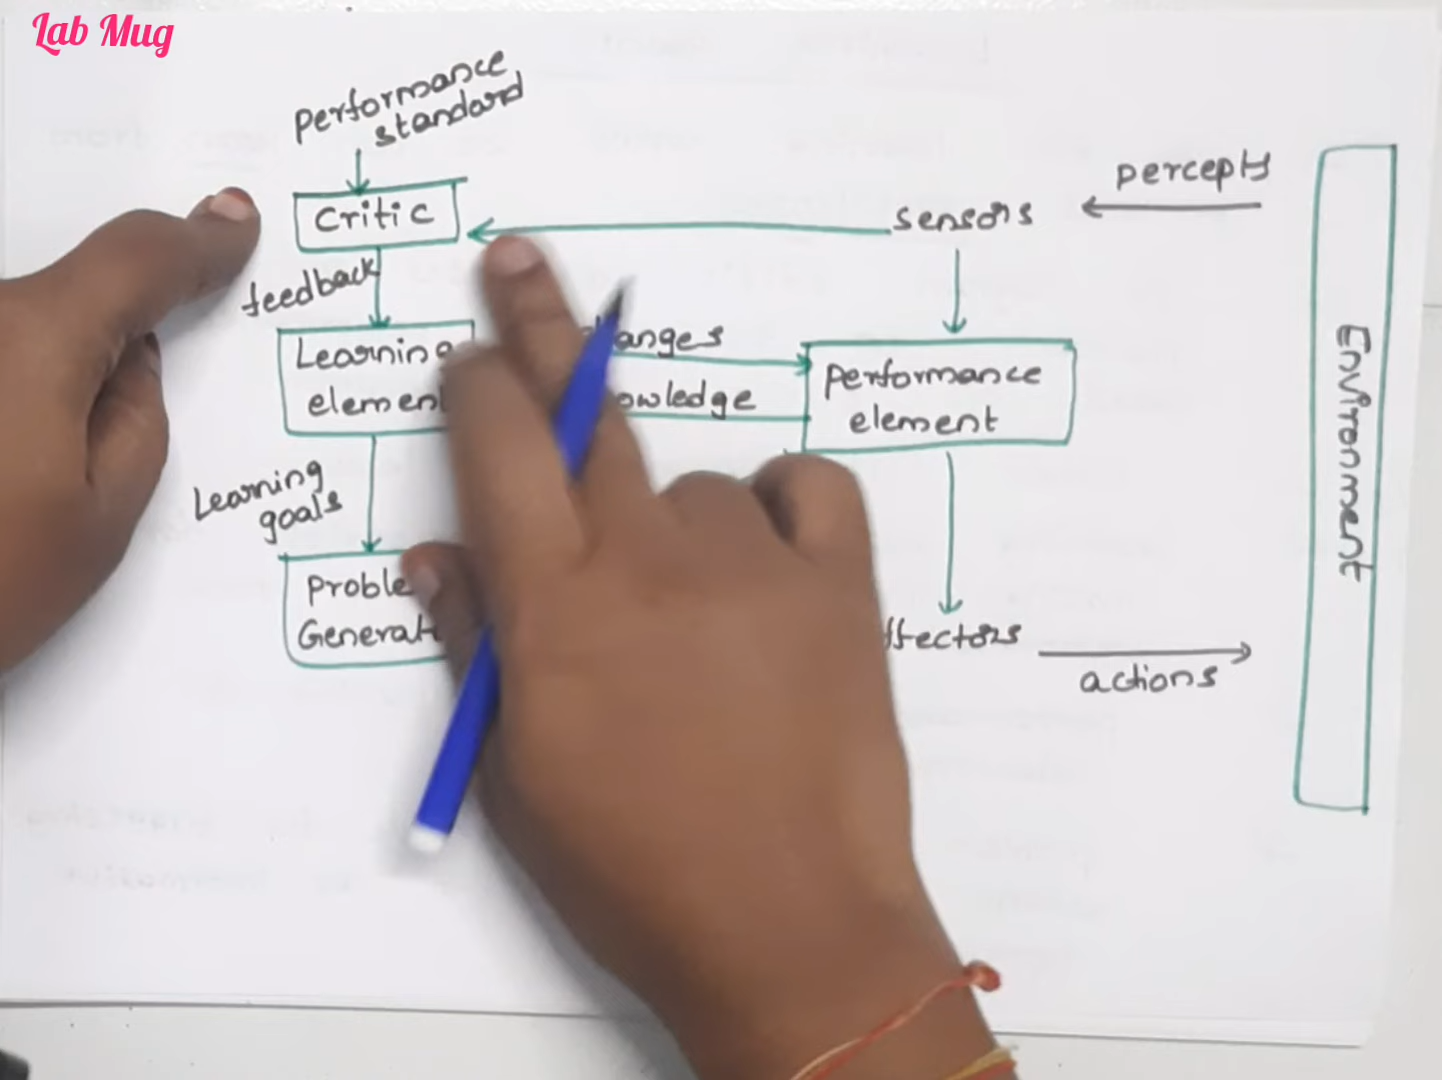 Lab Mug
performance
standard
critic
feedback
Learning
element
Learning
goals
sensors
percepts
performance
element
actions
Environment